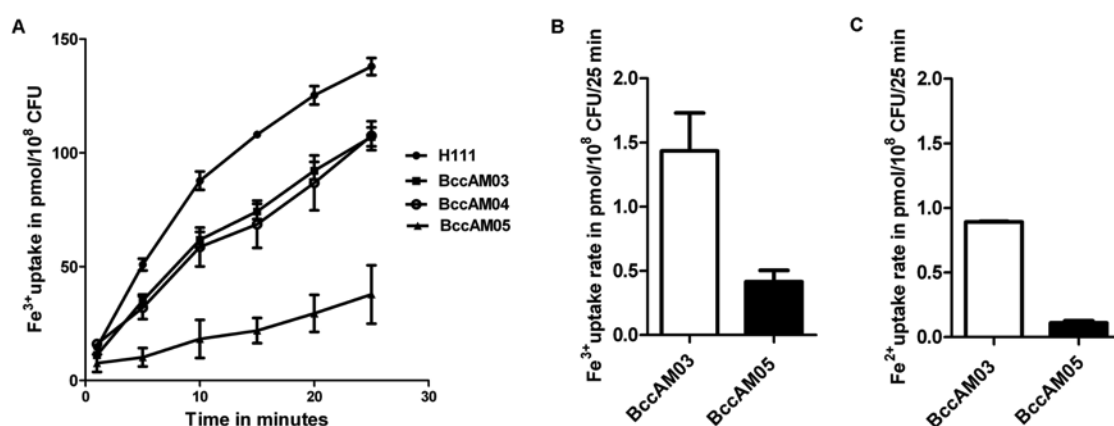 A
Fe³⁺uptake in pmol/10⁸ CFU
150
100
50
0
0
10
20
30
Time in minutes
H111
BccAM03
BccAM04
BccAM05
B
Fe³⁺uptake rate in pmol/10⁸ CFU/25 min
2.0
1.5
1.0
0.5
0.0
BccAM03
BccAM05
C
Fe²⁺uptake rate in pmol/10⁸ CFU/25 min
2.0
1.5
1.0
0.5
0.0
BccAM03
BccAM05